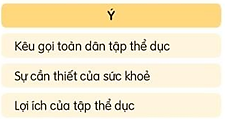 Ý
Kêu gọi toàn dân tập thể dục
Sự cần thiết của sức khoẻ
Lợi ích của tập thể dục